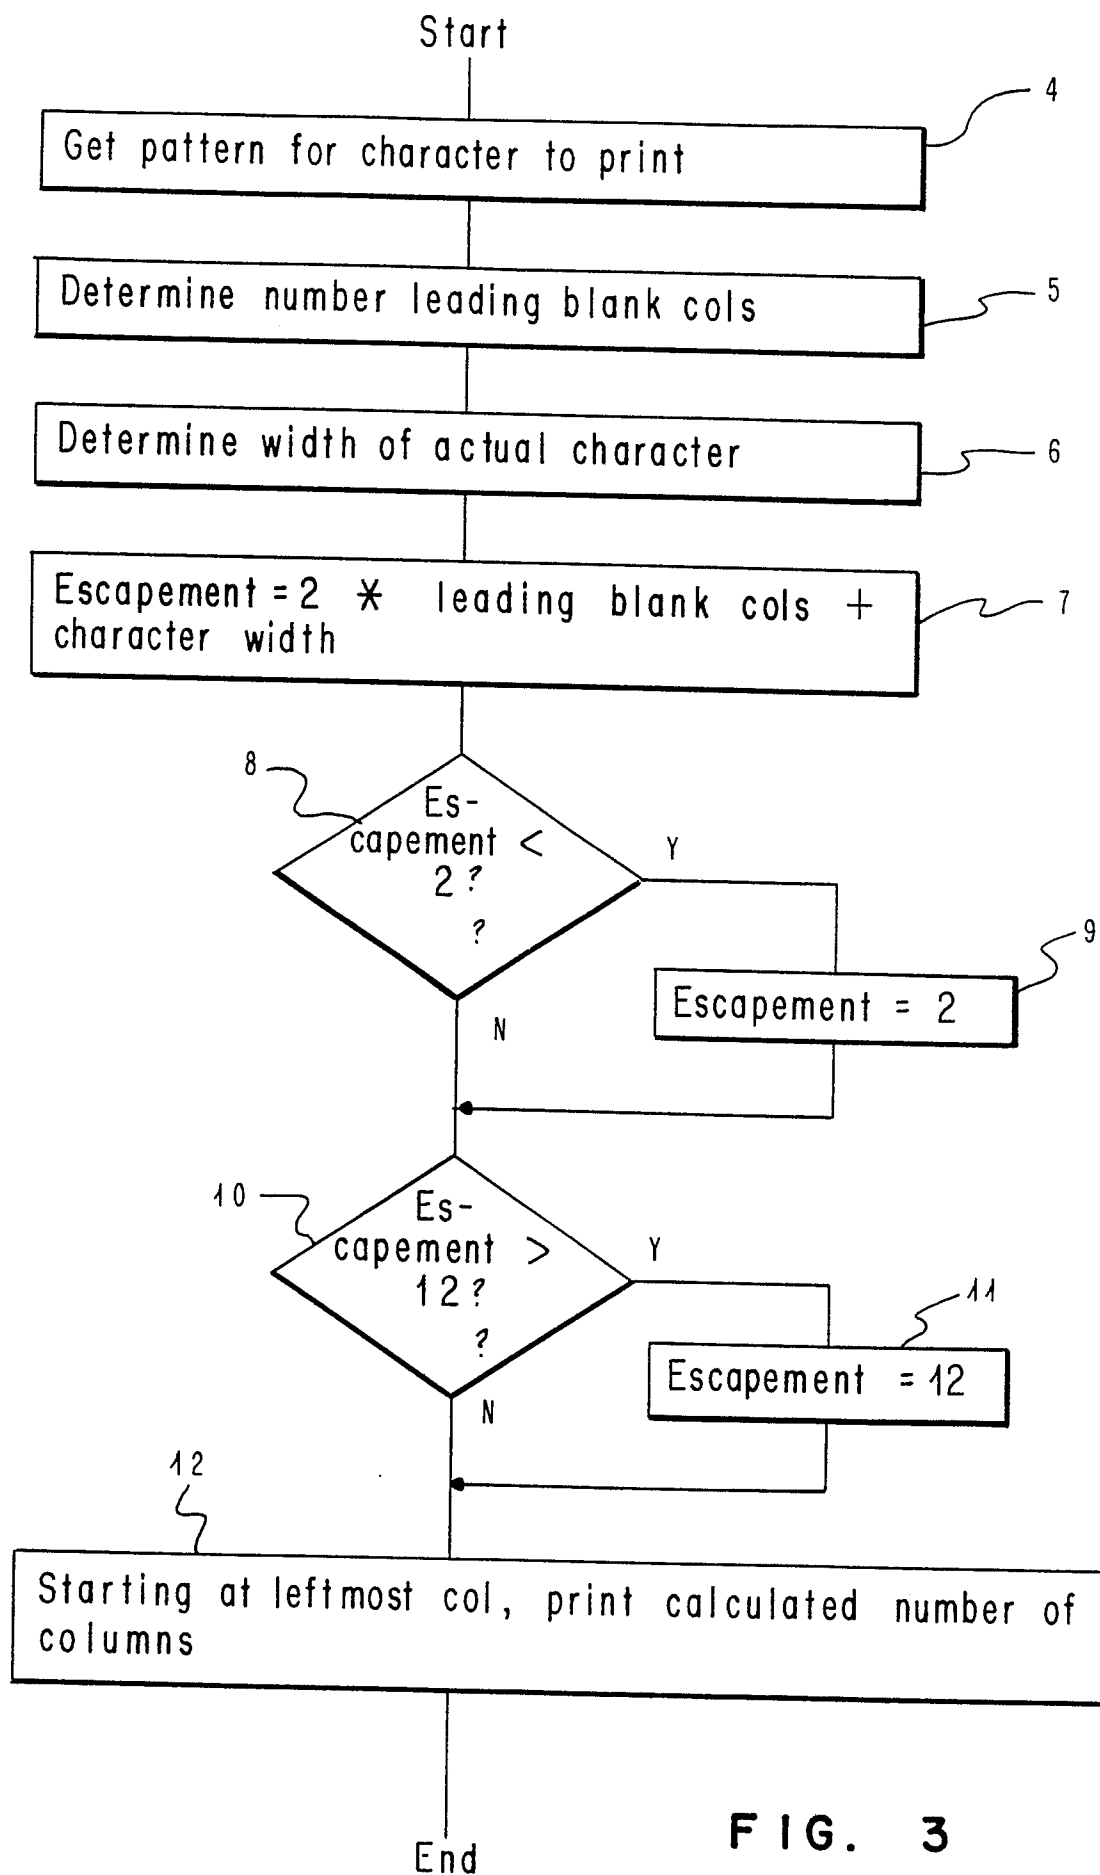 Start
4
Get pattern for character to print
5
Determine number leading blank cols
6
Determine width of actual character
7
Escapement = 2 * leading blank cols +
character width
8
Es-
capement <
2?
?
Y
N
9
Escapement = 2
10
Es-
capement >
12?
?
Y
N
11
Escapement = 12
12
Starting at leftmost col, print calculated number of
columns
End
FIG. 3